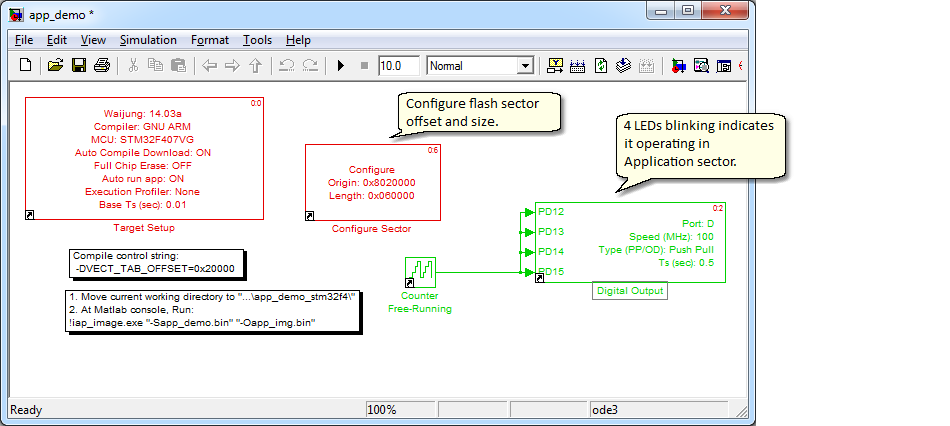 app_demo *
File Edit View Simulation Format Tools Help
10.0 Normal
0:0
Waijung: 14.03a
Compiler: GNU ARM
MCU: STM32F407VG
Auto Compile Download: ON
Full Chip Erase: OFF
Auto run app: ON
Execution Profiler: None
Base Ts (sec): 0.01
Target Setup
Configure flash sector
offset and size.
0:6
Configure
Origin: 0x8020000
Length: 0x060000
Configure Sector
4 LEDs blinking indicates
it operating in
Application sector.
0:2
PD12
PD13
PD14
PD15
Port: D
Speed (MHz): 100
Type (PP/OD): Push Pull
Ts (sec): 0.5
Digital Output
Compile control string:
-DVECT_TAB_OFFSET=0x20000
Counter
Free-Running
1. Move current working directory to "...\app_demo_stm32f4\"
2. At Matlab console, Run:
!iap_image.exe "-Sapp_demo.bin" "-Oapp_img.bin"
Ready 100% ode3